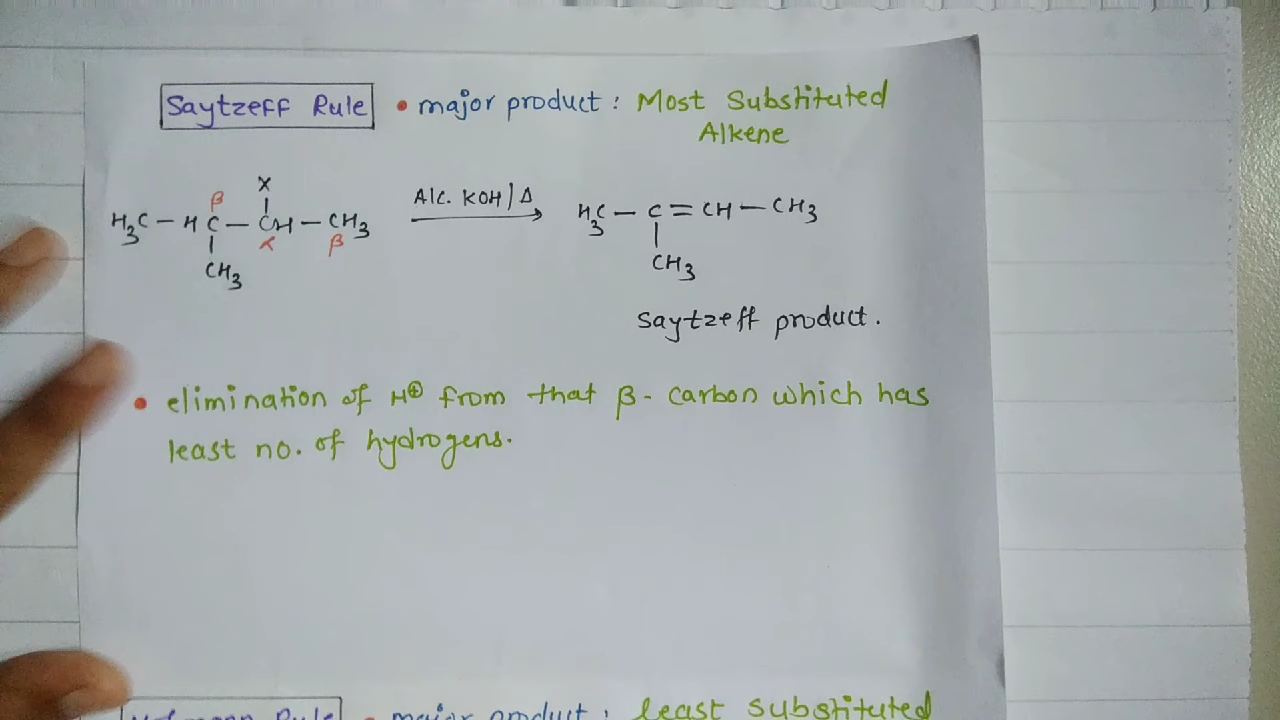 Saytzeff Rule • major product : Most Substituted
Alkene
X
β
H3C - HC - CH - CH3
α β
CH3
Alc. KOH / Δ
H3C - C = CH - CH3
CH3
Saytzeff product.
• elimination of H⊕ from that β - carbon which has
least no. of hydrogens.
Rule • major product : least substituted